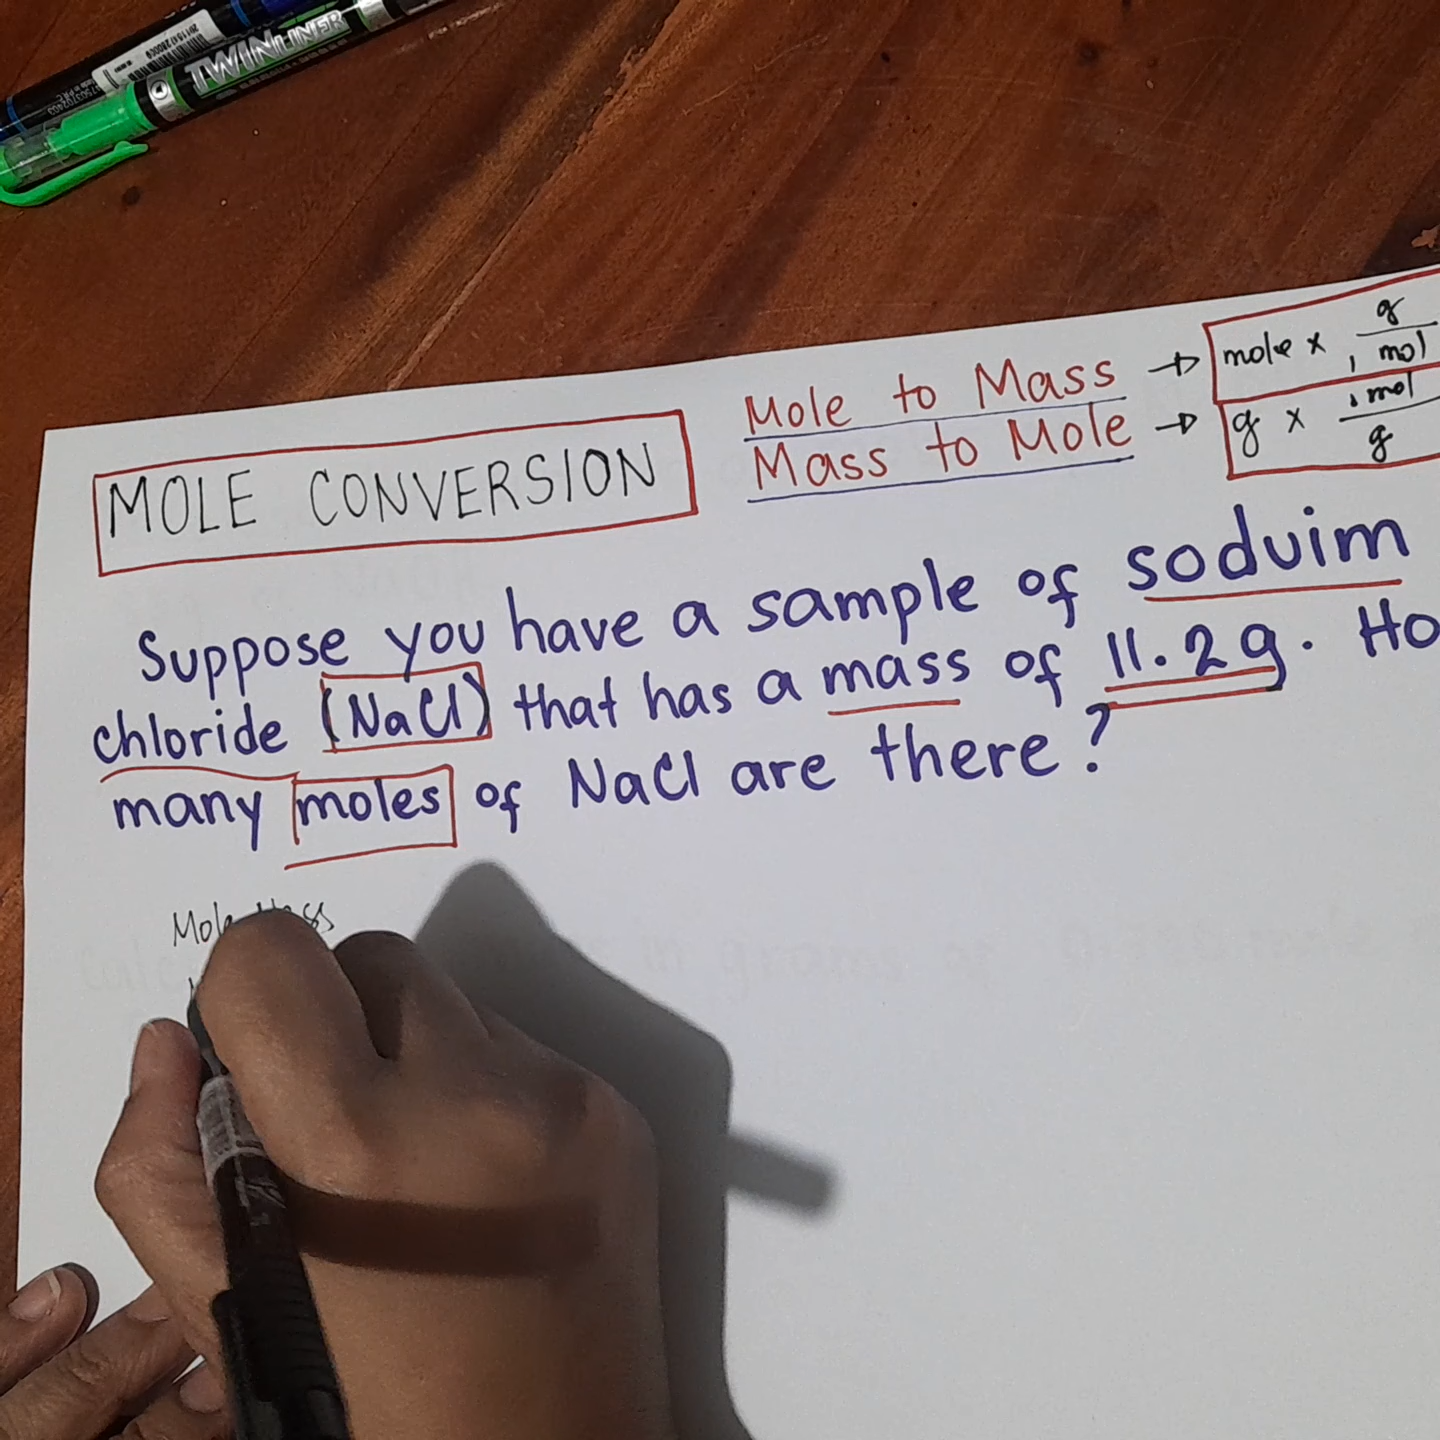 TWINLINER
mole x g / 1 mol
Mole to Mass →
g x 1 mol / g
Mass to Mole →
MOLE CONVERSION
Suppose you have a sample of soduim
chloride (NaCl) that has a mass of 11.2g. Ho
many moles of NaCl are there?